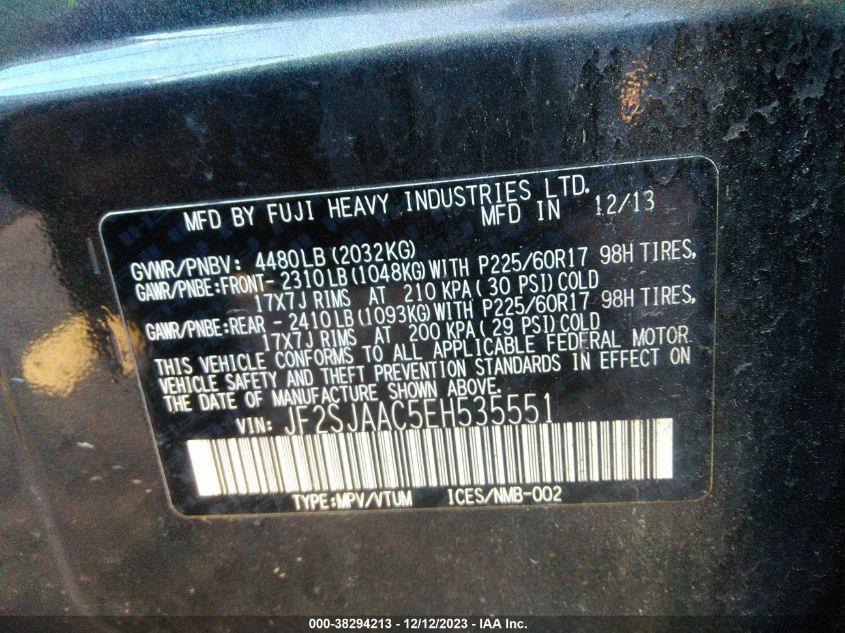 MFD BY FUJI HEAVY INDUSTRIES LTD.
MFD IN 12/13
GVWR/PNBV: 4480LB (2032KG)
GAWR/PNBE:FRONT- 2310LB (1048KG)WITH P225/60R17 98H TIRES,
17X7J RIMS AT 210 KPA( 30 PSI)COLD
GAWR/PNBE:REAR - 2410LB (1093KG)WITH P225/60R17 98H TIRES,
17X7J RIMS AT 200 KPA( 29 PSI)COLD
THIS VEHICLE CONFORMS TO ALL APPLICABLE FEDERAL MOTOR
VEHICLE SAFETY AND THEFT PREVENTION STANDARDS IN EFFECT ON
THE DATE OF MANUFACTURE SHOWN ABOVE.
VIN: JF2SJAAC5EH535551
TYPE:MPV/VTUM ICES/NMB-002
000-38294213 - 12/12/2023 - IAA Inc.